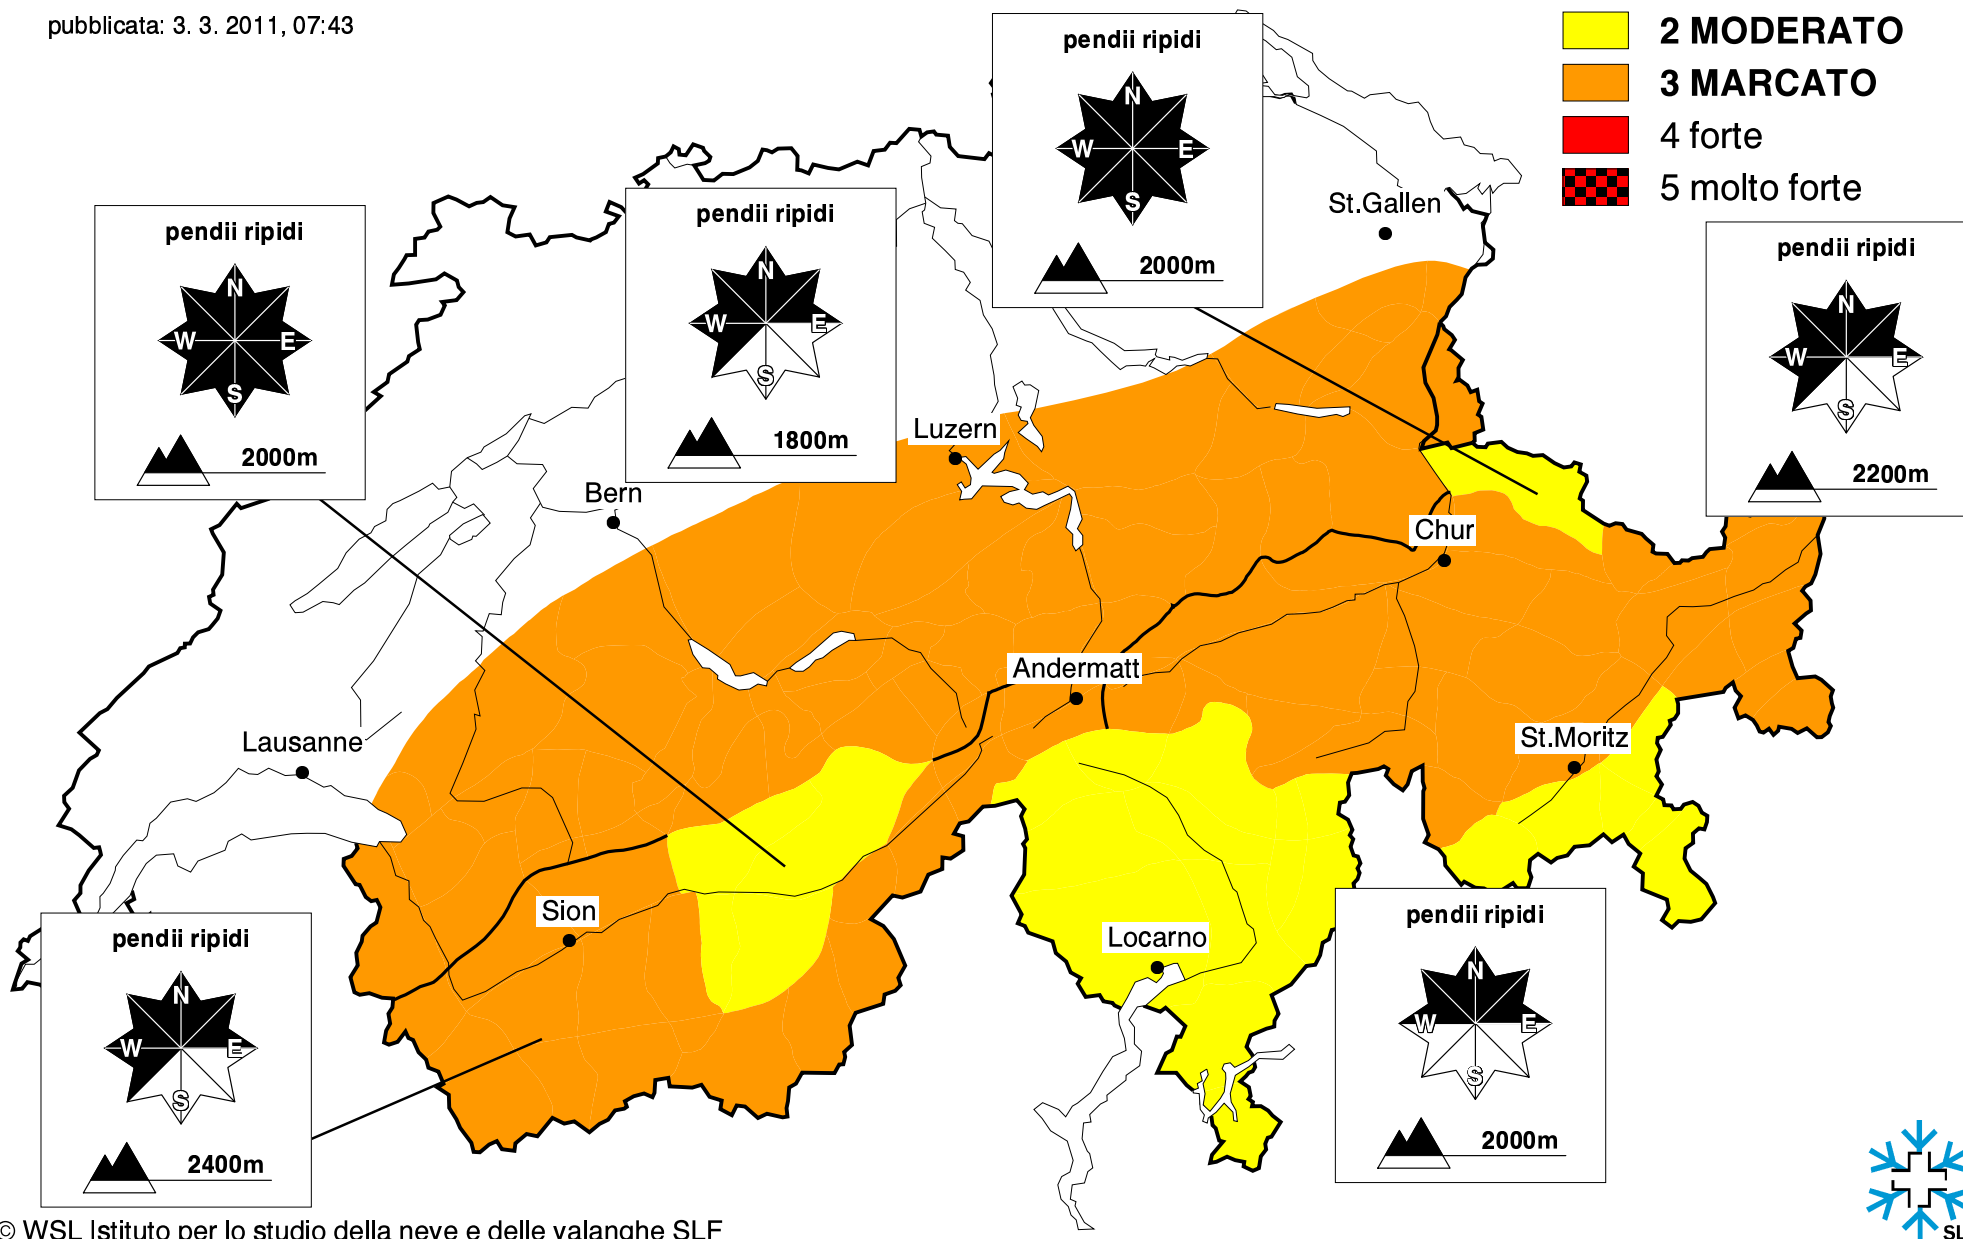 pubblicata: 3. 3. 2011, 07:43
2 MODERATO
3 MARCATO
4 forte
5 molto forte
pendii ripidi
N
W
E
S
2000m
pendii ripidi
N
W
E
S
2000m
pendii ripidi
N
W
E
S
1800m
pendii ripidi
N
W
E
S
2200m
St.Gallen
Luzern
Bern
Chur
Andermatt
Lausanne
St.Moritz
Sion
Locarno
pendii ripidi
N
W
E
S
2400m
pendii ripidi
N
W
E
S
2000m
© WSL Istituto per lo studio della neve e delle valanghe SLF